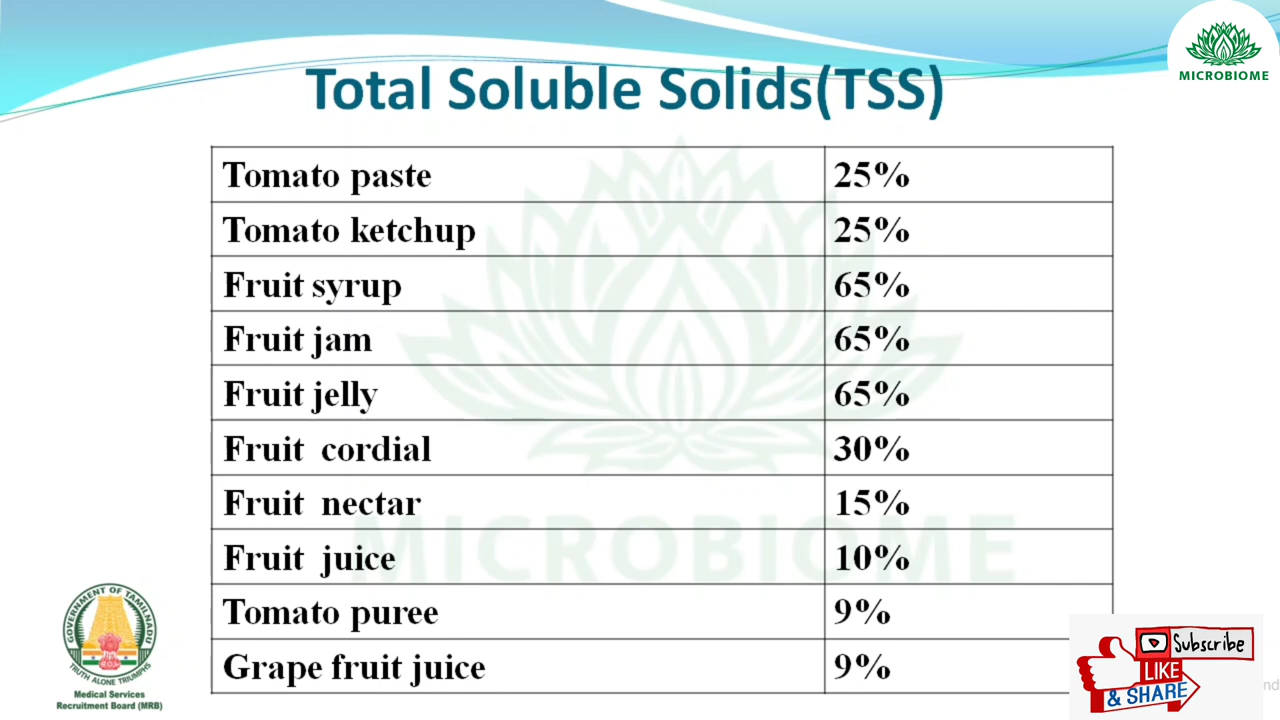 MICROBIOME
Total Soluble Solids(TSS)
Tomato paste 25%
Tomato ketchup 25%
Fruit syrup 65%
Fruit jam 65%
Fruit jelly 65%
Fruit cordial 30%
Fruit nectar 15%
Fruit juice 10%
Tomato puree 9%
Grape fruit juice 9%
MICROBIOME
GOVERNMENT OF TAMILNADU
TRUTH ALONE TRIUMPHS
Medical Services
Recruitment Board (MRB)
Subscribe
LIKE
& SHARE